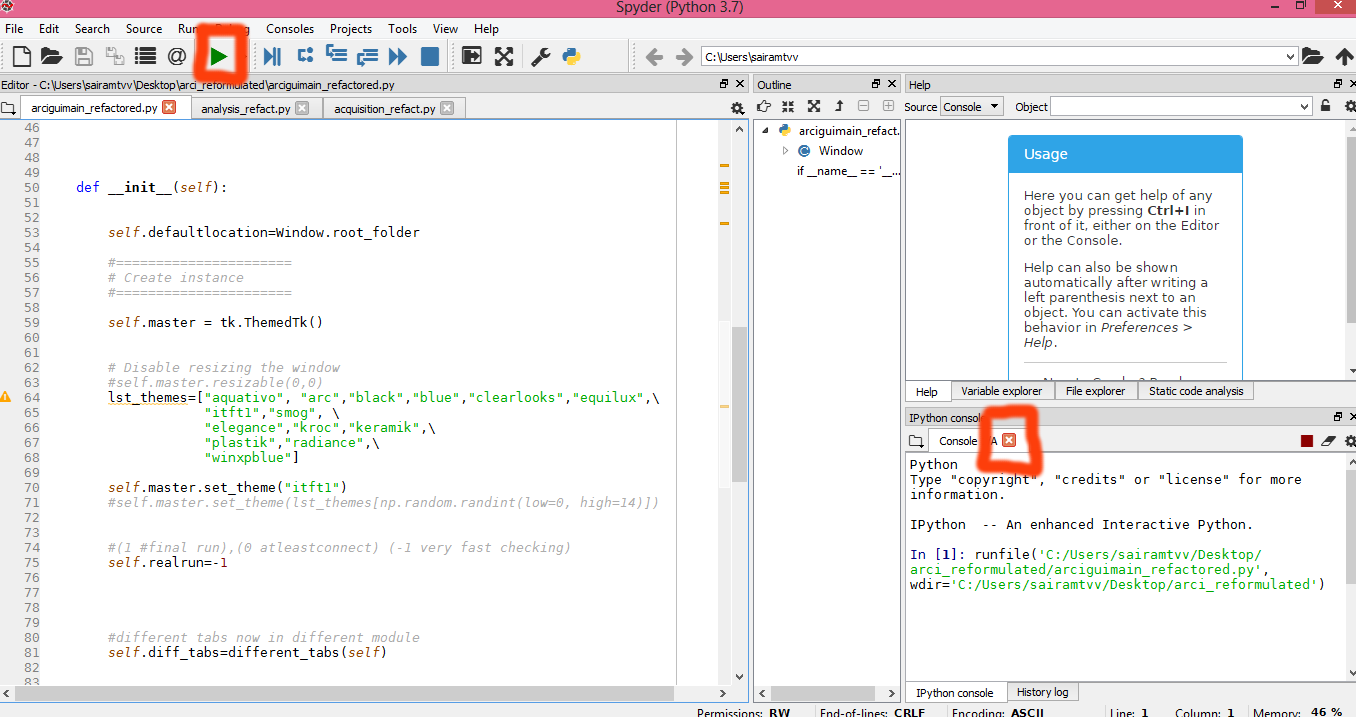 Spyder (Python 3.7)
File Edit Search Source Run Debug Consoles Projects Tools View Help
C:\Users\sairamtvv
Editor - C:\Users\sairamtvv\Desktop\arci_reformulated\arciguimain_refactored.py
arciguimain_refactored.py analysis_refact.py acquisition_refact.py
46
47
48
49
50 def __init__(self):
51
52
53 self.defaultlocation=Window.root_folder
54
55 #======================
56 # Create instance
57 #======================
58
59 self.master = tk.ThemedTk()
60
61
62 # Disable resizing the window
63 #self.master.resizable(0,0)
64 lst_themes=["aquativo", "arc","black","blue","clearlooks","equilux",\
65 "itft1","smog", \
66 "elegance","kroc","keramik",\
67 "plastik","radiance",\
68 "winxpblue"]
69
70 self.master.set_theme("itft1")
71 #self.master.set_theme(lst_themes[np.random.randint(low=0, high=14)])
72
73
74 #(1 #final run),(0 atleastconnect) (-1 very fast checking)
75 self.realrun=-1
76
77
78
79
80 #different tabs now in different module
81 self.diff_tabs=different_tabs(self)
82
83
Outline
arciguimain_refact.
Window
if __name__ == '__...
Help
Source Console Object
Usage
Here you can get help of any
object by pressing Ctrl+I in
front of it, either on the Editor
or the Console.
Help can also be shown
automatically after writing a
left parenthesis next to an
object. You can activate this
behavior in Preferences >
Help.
Help Variable explorer File explorer Static code analysis
IPython console
Console A
Python
Type "copyright", "credits" or "license" for more
information.
IPython -- An enhanced Interactive Python.
In [1]: runfile('C:/Users/sairamtvv/Desktop/
arci_reformulated/arciguimain_refactored.py',
wdir='C:/Users/sairamtvv/Desktop/arci_reformulated')
IPython console History log
Permissions: RW End-of-lines: CRLF Encoding: ASCII Line: 1 Column: 1 Memory: 46 %